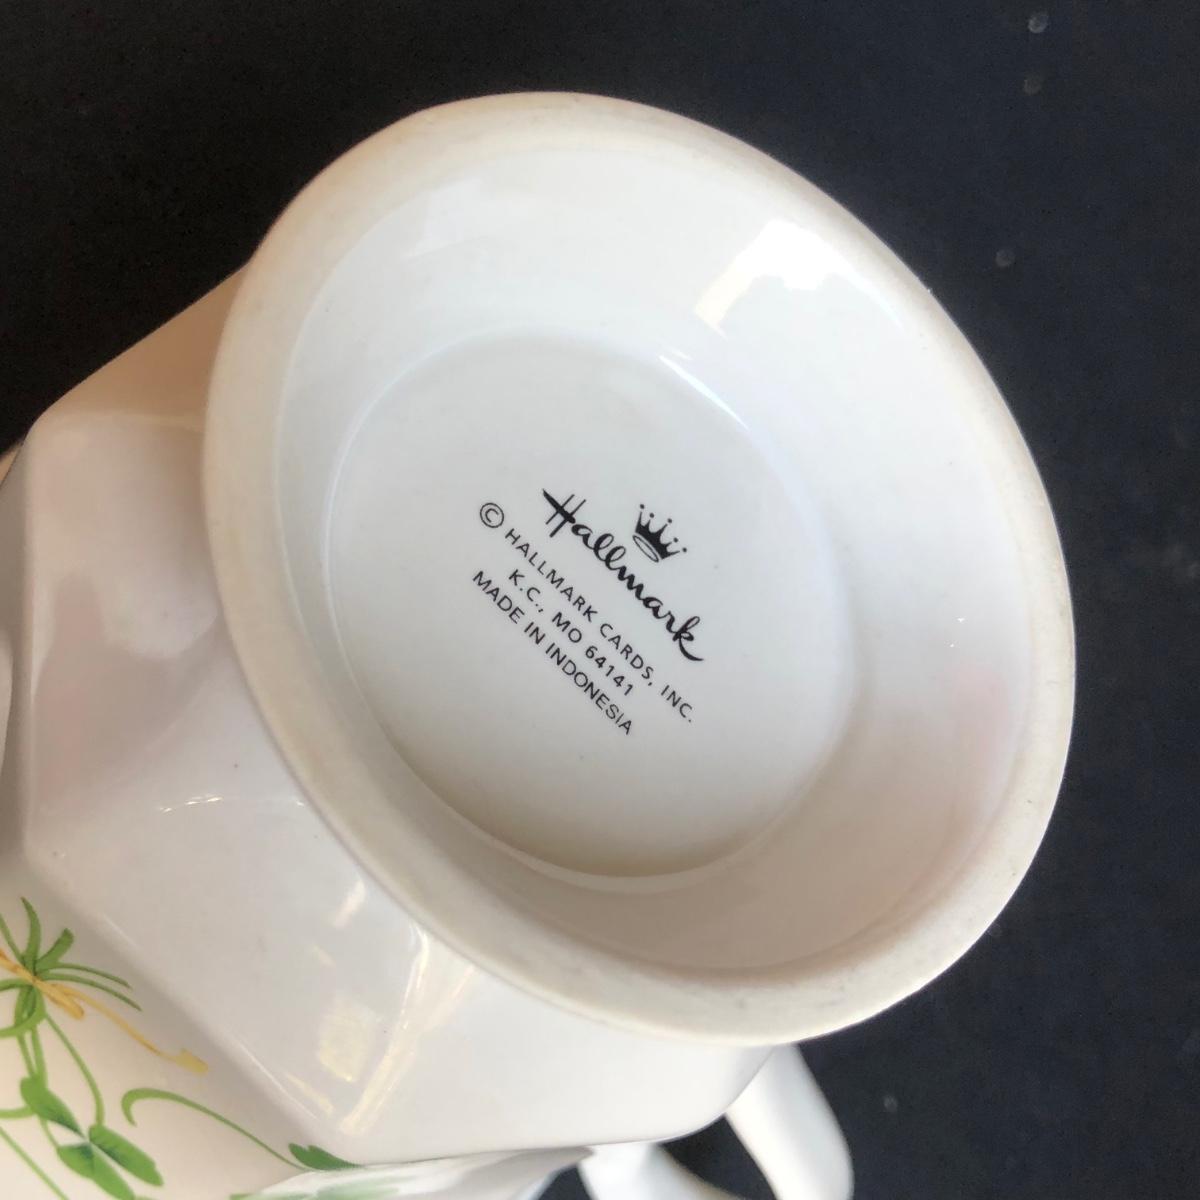 Hallmark
© HALLMARK CARDS, INC.
K.C., MO 64141
MADE IN INDONESIA